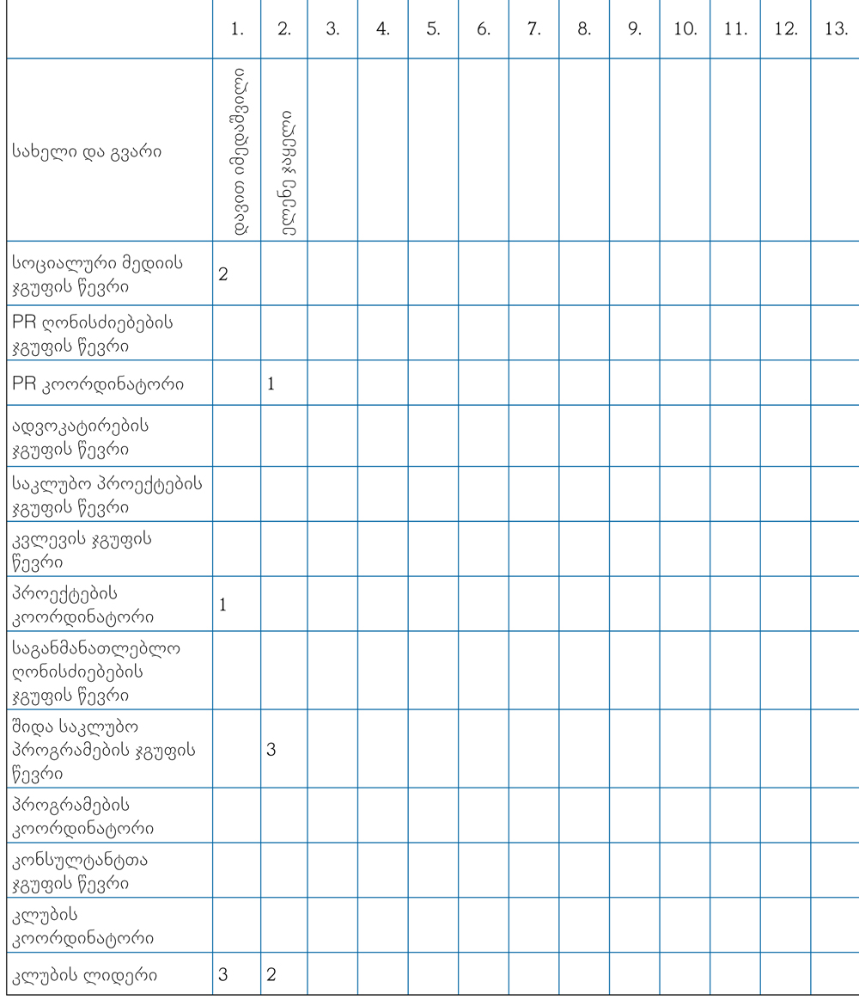 1. 2. 3. 4. 5. 6. 7. 8. 9. 10. 11. 12. 13.
სახელი და გვარი
დავით იმედაშვილი
ელენე ჯაყელი
სოციალური მედიის
ჯგუფის წევრი
2
PR ღონისძიებების
ჯგუფის წევრი
PR კოორდინატორი
1
ადვოკატირების
ჯგუფის წევრი
საკლუბო პროექტების
ჯგუფის წევრი
კვლევის ჯგუფის
წევრი
პროექტების
კოორდინატორი
1
საგანმანათლებლო
ღონისძიებების
ჯგუფის წევრი
შიდა საკლუბო
პროგრამების ჯგუფის
წევრი
3
პროგრამების
კოორდინატორი
კონსულტანტთა
ჯგუფის წევრი
კლუბის
კოორდინატორი
კლუბის ლიდერი
3 2